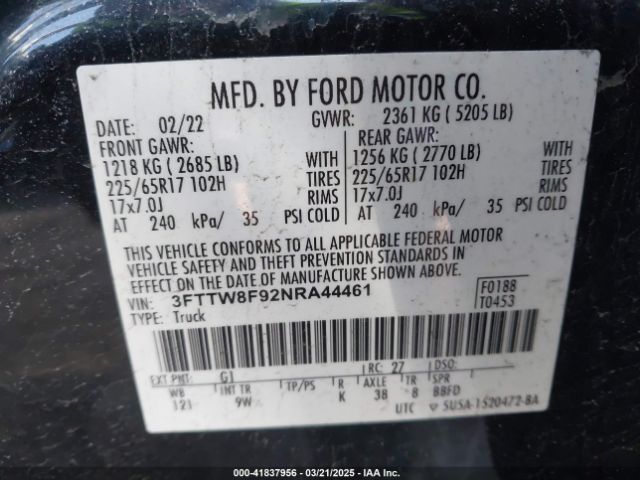 MFD. BY FORD MOTOR CO.
DATE: 02/22 GVWR: 2361 KG ( 5205 LB)
FRONT GAWR: REAR GAWR:
1218 KG ( 2685 LB) WITH 1256 KG ( 2770 LB) WITH
225/65R17 102H TIRES 225/65R17 102H TIRES
17x7.0J RIMS 17x7.0J RIMS
AT 240 kPa/ 35 PSI COLD AT 240 kPa/ 35 PSI COLD
THIS VEHICLE CONFORMS TO ALL APPLICABLE FEDERAL MOTOR
VEHICLE SAFETY AND THEFT PREVENTION STANDARDS IN
EFFECT ON THE DATE OF MANUFACTURE SHOWN ABOVE.
VIN: 3FTTW8F92NRA44461 F0188
TYPE: Truck T0453
EXT PNT: G1 RC: 27 DSO:
WB INT TR TP/PS R AXLE TR SPR
121 9W K 38 8 BBFD
UTC SUSA-1520472-BA
000-41837956 — 03/21/2025 — IAA Inc.